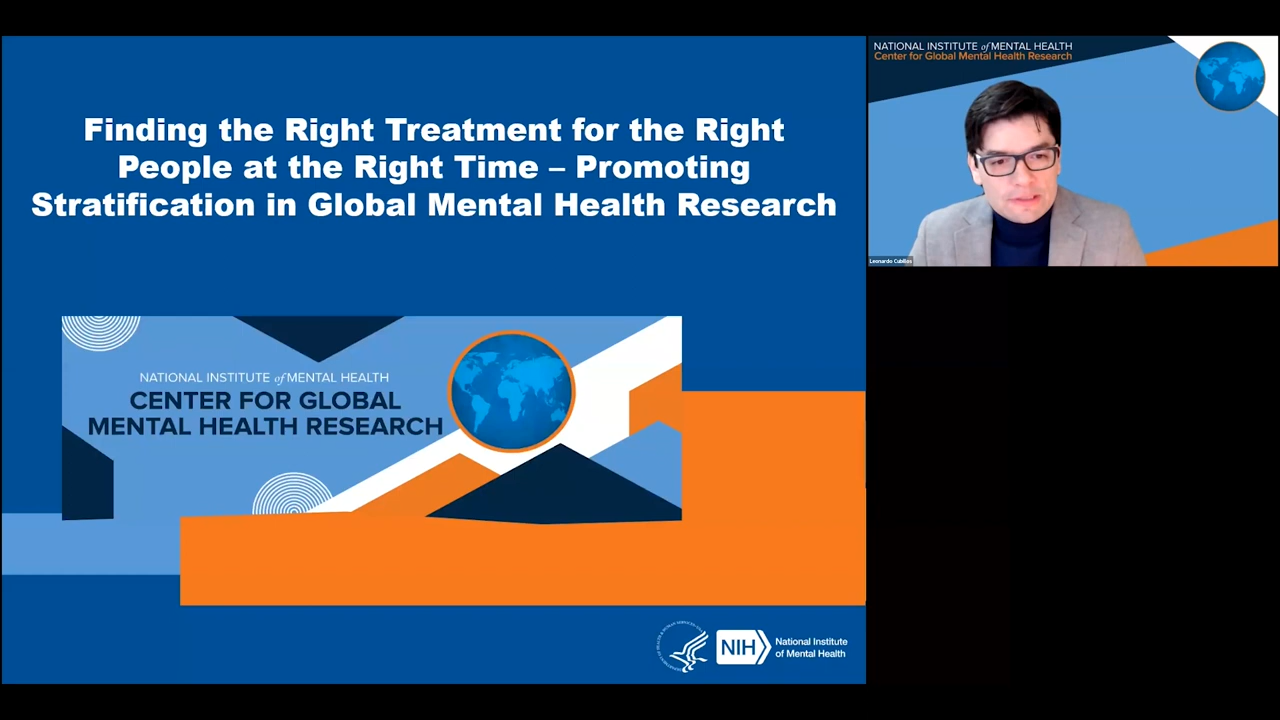 Finding the Right Treatment for the Right
People at the Right Time – Promoting
Stratification in Global Mental Health Research
NATIONAL INSTITUTE of MENTAL HEALTH
CENTER FOR GLOBAL
MENTAL HEALTH RESEARCH
NIH
National Institute
of Mental Health
NATIONAL INSTITUTE of MENTAL HEALTH
Center for Global Mental Health Research
Leonardo Cubillos